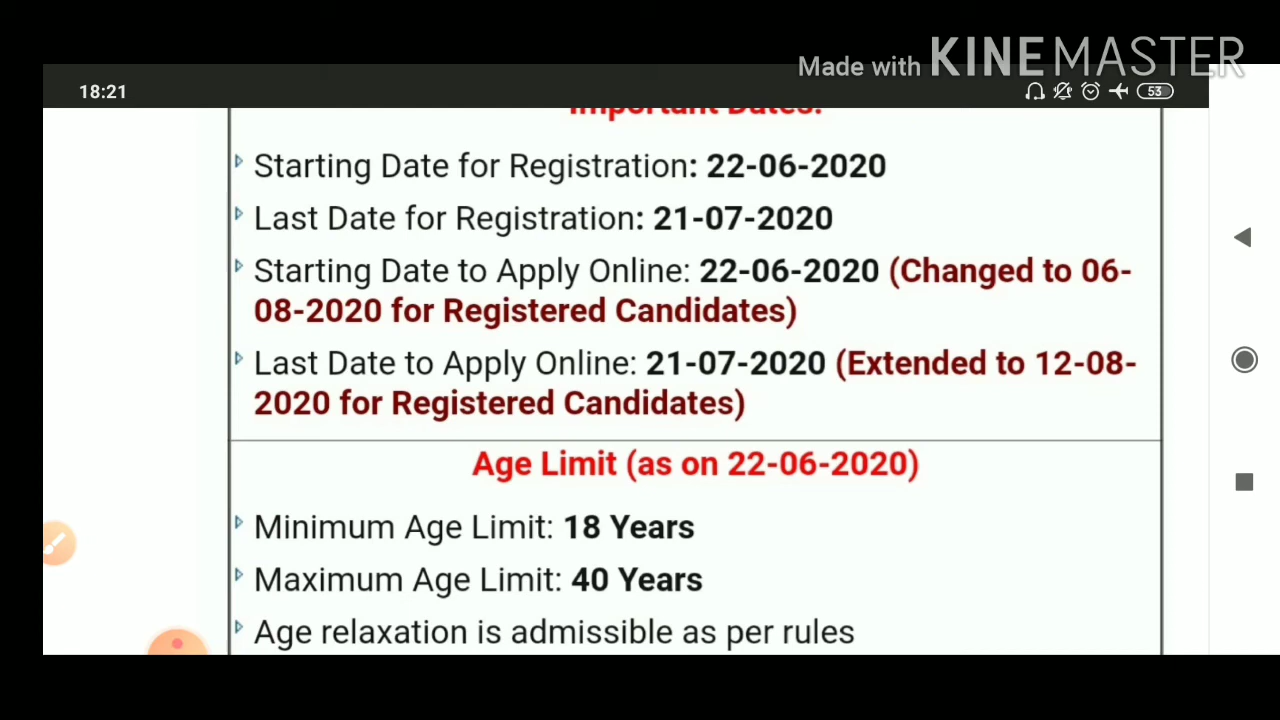 Made with KINEMASTER
18:21
53
Important Dates:
Starting Date for Registration: 22-06-2020
Last Date for Registration: 21-07-2020
Starting Date to Apply Online: 22-06-2020 (Changed to 06-
08-2020 for Registered Candidates)
Last Date to Apply Online: 21-07-2020 (Extended to 12-08-
2020 for Registered Candidates)
Age Limit (as on 22-06-2020)
Minimum Age Limit: 18 Years
Maximum Age Limit: 40 Years
Age relaxation is admissible as per rules